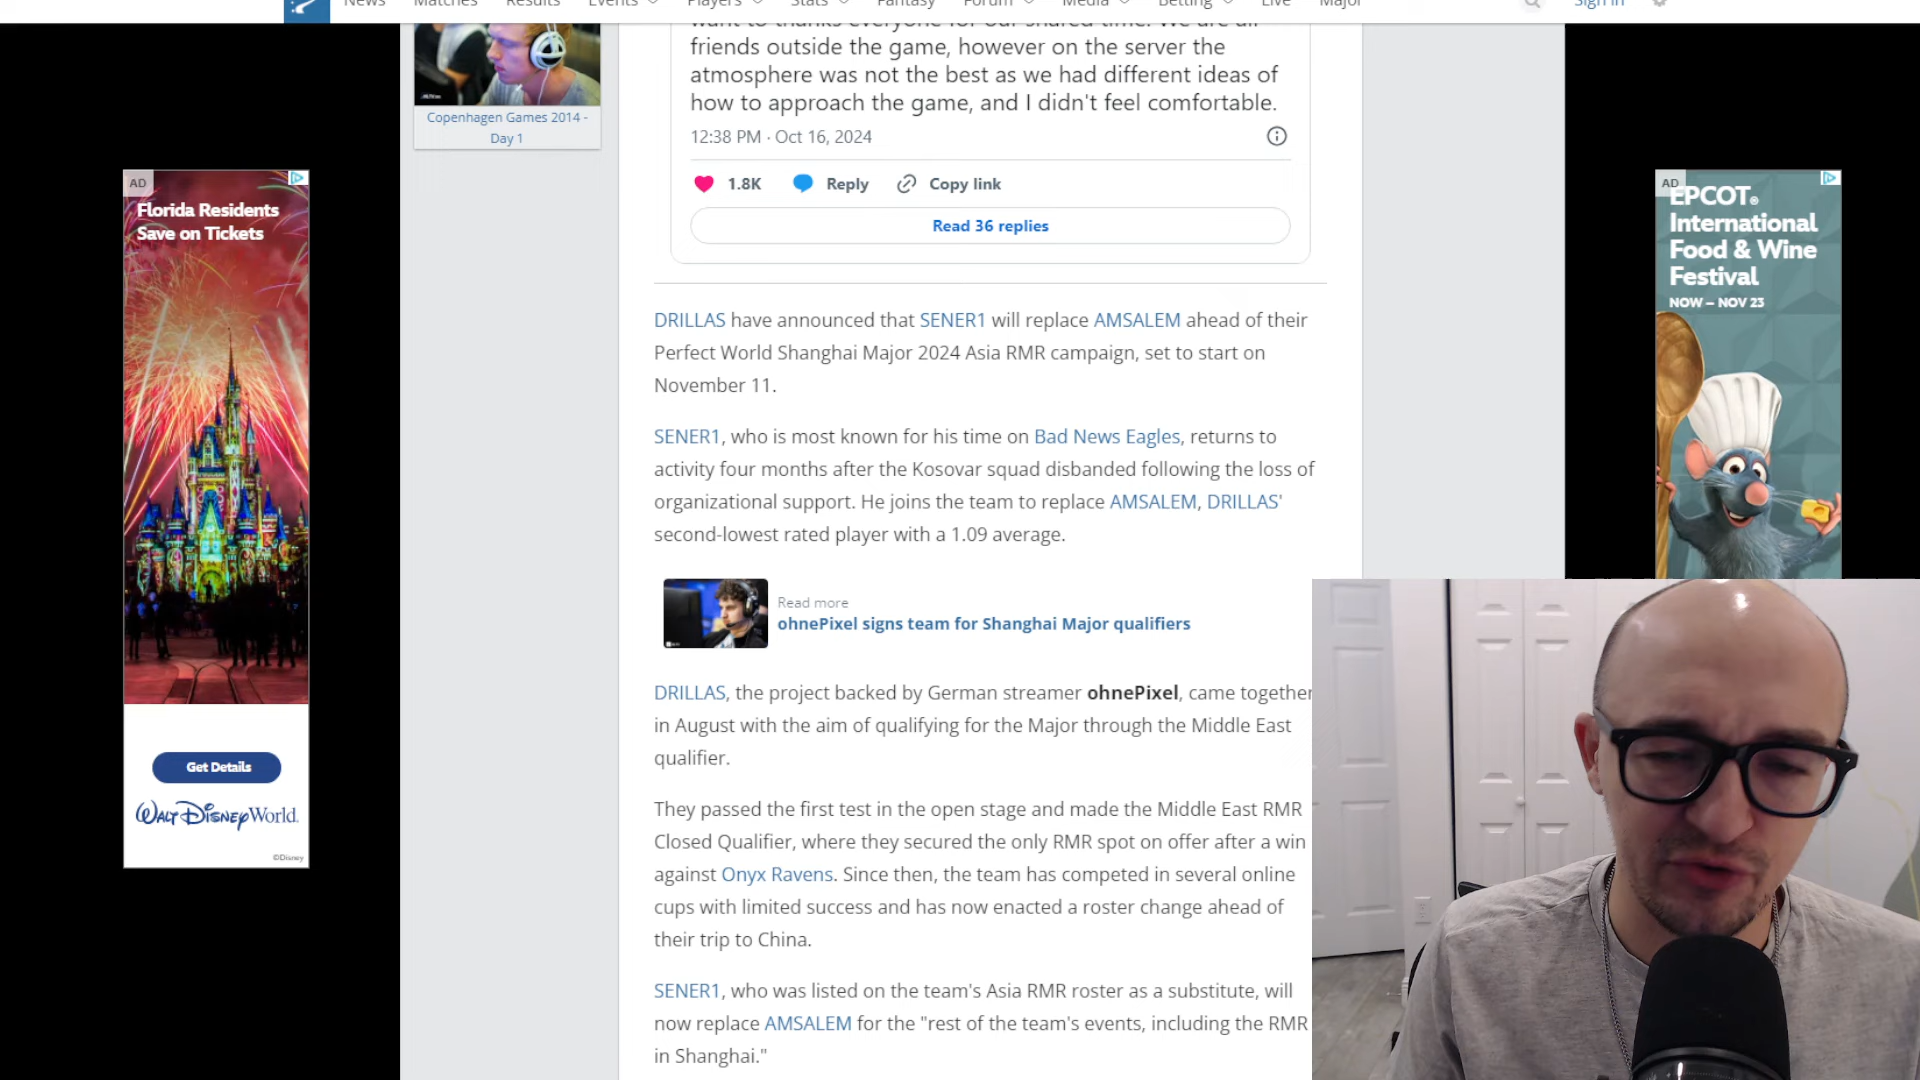 News Matches Results Events Players Stats Fantasy Forum Media Betting Live Major Sign in
Copenhagen Games 2014 -
Day 1
want to thanks everyone for our shared time. We are all
friends outside the game, however on the server the
atmosphere was not the best as we had different ideas of
how to approach the game, and I didn't feel comfortable.
12:38 PM · Oct 16, 2024
1.8K Reply Copy link
Read 36 replies
DRILLAS have announced that SENER1 will replace AMSALEM ahead of their
Perfect World Shanghai Major 2024 Asia RMR campaign, set to start on
November 11.
SENER1, who is most known for his time on Bad News Eagles, returns to
activity four months after the Kosovar squad disbanded following the loss of
organizational support. He joins the team to replace AMSALEM, DRILLAS'
second-lowest rated player with a 1.09 average.
Read more
ohnePixel signs team for Shanghai Major qualifiers
DRILLAS, the project backed by German streamer ohnePixel, came together
in August with the aim of qualifying for the Major through the Middle East
qualifier.
They passed the first test in the open stage and made the Middle East RMR
Closed Qualifier, where they secured the only RMR spot on offer after a win
against Onyx Ravens. Since then, the team has competed in several online
cups with limited success and has now enacted a roster change ahead of
their trip to China.
SENER1, who was listed on the team's Asia RMR roster as a substitute, will
now replace AMSALEM for the "rest of the team's events, including the RMR
in Shanghai."
AD
Florida Residents
Save on Tickets
Get Details
Walt Disney World.
©Disney
AD
EPCOT®
International
Food & Wine
Festival
NOW – NOV 23